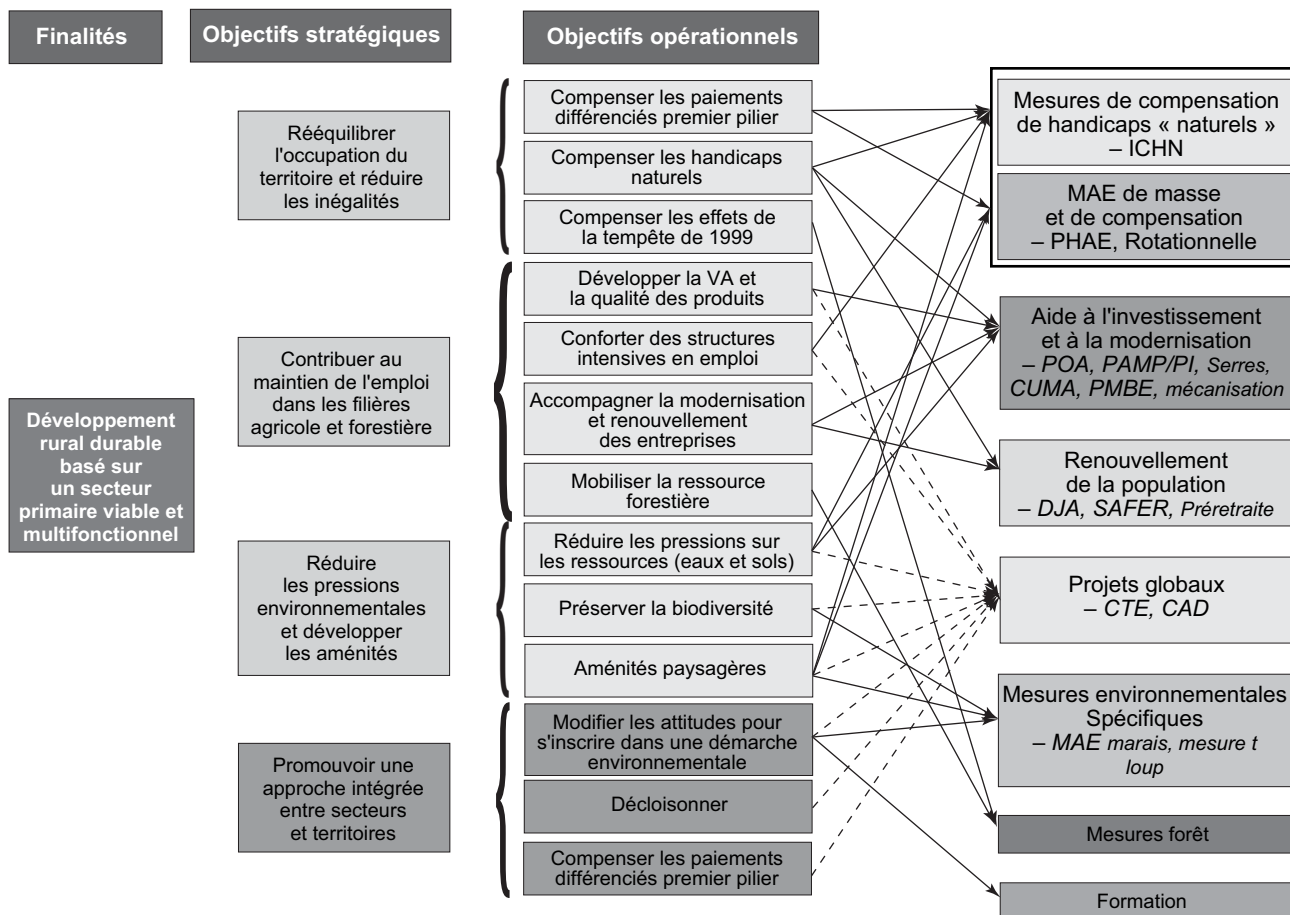 Finalités
Objectifs stratégiques
Objectifs opérationnels
Développement
rural durable
basé sur
un secteur
primaire viable et
multifonctionnel
Rééquilibrer
l'occupation du
territoire et réduire
les inégalités
Contribuer au
maintien de l'emploi
dans les filières
agricole et forestière
Réduire
les pressions
environnementales
et développer
les aménités
Promouvoir une
approche intégrée
entre secteurs
et territoires
Compenser les paiements
différenciés premier pilier
Compenser les handicaps
naturels
Compenser les effets de
la tempête de 1999
Développer la VA et
la qualité des produits
Conforter des structures
intensives en emploi
Accompagner la modernisation
et renouvellement
des entreprises
Mobiliser la ressource
forestière
Réduire les pressions sur
les ressources (eaux et sols)
Préserver la biodiversité
Aménités paysagères
Modifier les attitudes pour
s'inscrire dans une démarche
environnementale
Décloisonner
Compenser les paiements
différenciés premier pilier
Mesures de compensation
de handicaps « naturels »
– ICHN
MAE de masse
et de compensation
– PHAE, Rotationnelle
Aide à l'investissement
et à la modernisation
– POA, PAMP/PI, Serres,
CUMA, PMBE, mécanisation
Renouvellement
de la population
– DJA, SAFER, Préretraite
Projets globaux
– CTE, CAD
Mesures environnementales
Spécifiques
– MAE marais, mesure t
loup
Mesures forêt
Formation